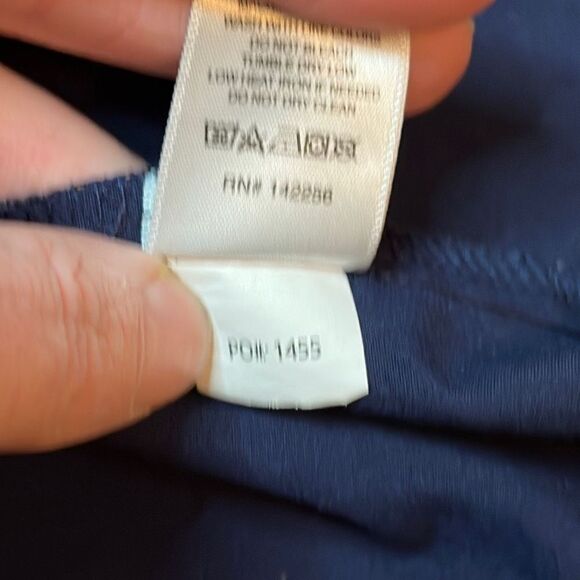 DO NOT BLEACH
TUMBLE DRY LOW
LOW HEAT IRON IF NEEDED
DO NOT DRY CLEAN
RN# 142286
PO#: 1455